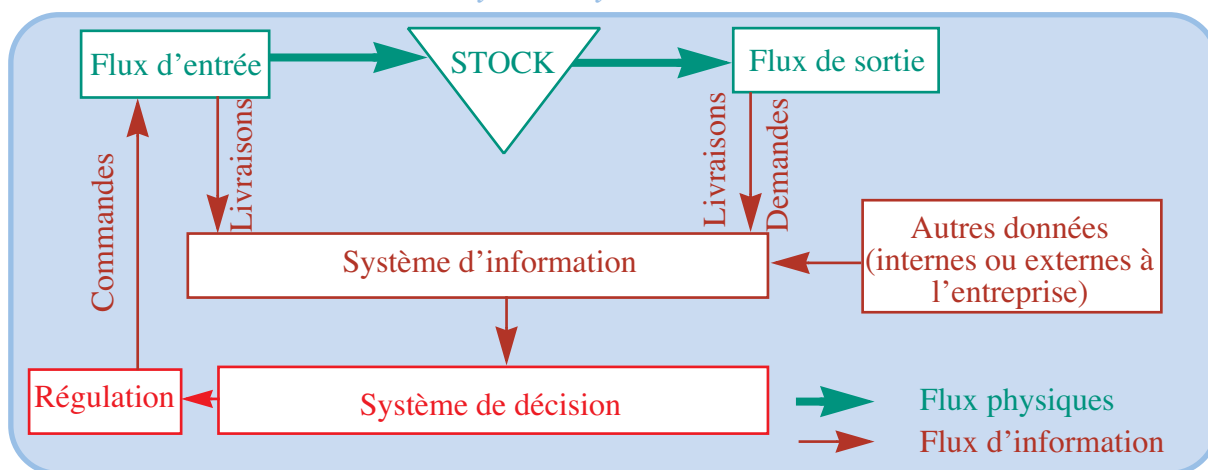 Flux d'entrée
STOCK
Flux de sortie
Commandes
Livraisons
Livraisons
Demandes
Système d'information
Autres données
(internes ou externes à
l'entreprise)
Régulation
Système de décision
Flux physiques
Flux d'information